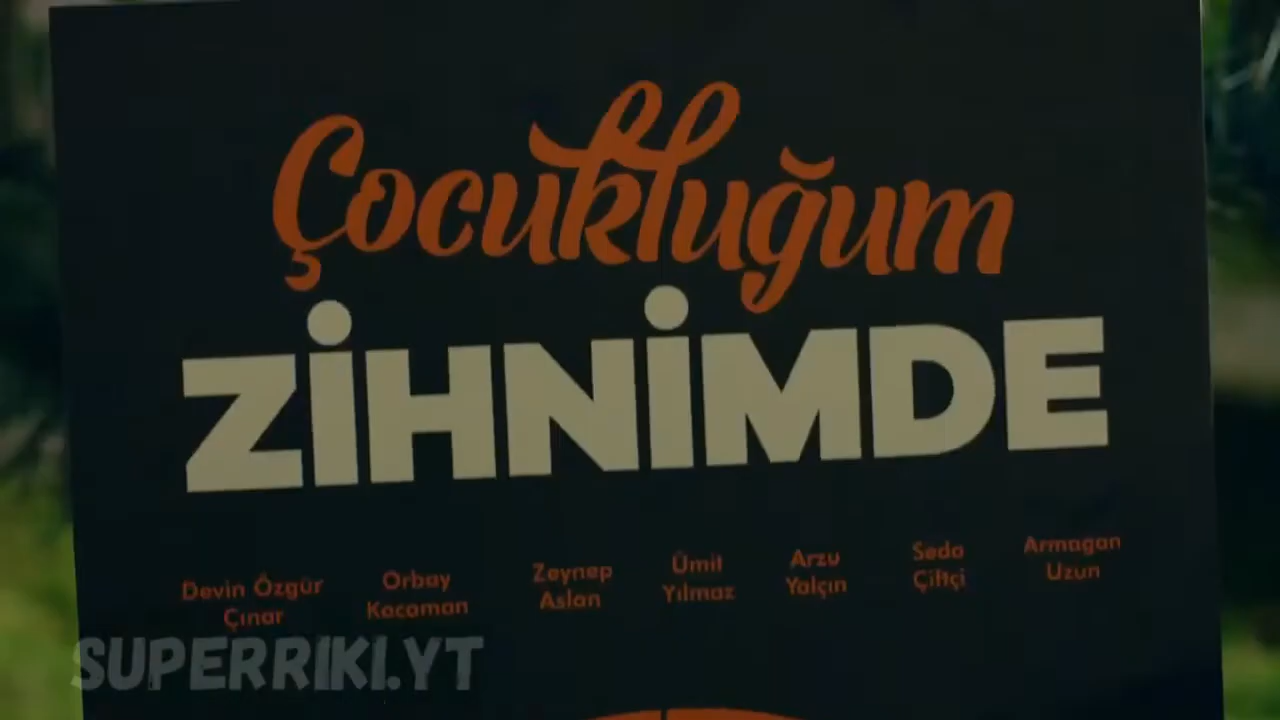 Çocukluğum
ZİHNİMDE
Devin Özgür Çınar
Orbay Kocaman
Zeynep Aslan
Ümit Yılmaz
Arzu Yalçın
Seda Çiftçi
Armagan Uzun
SUPERRIKI.YT